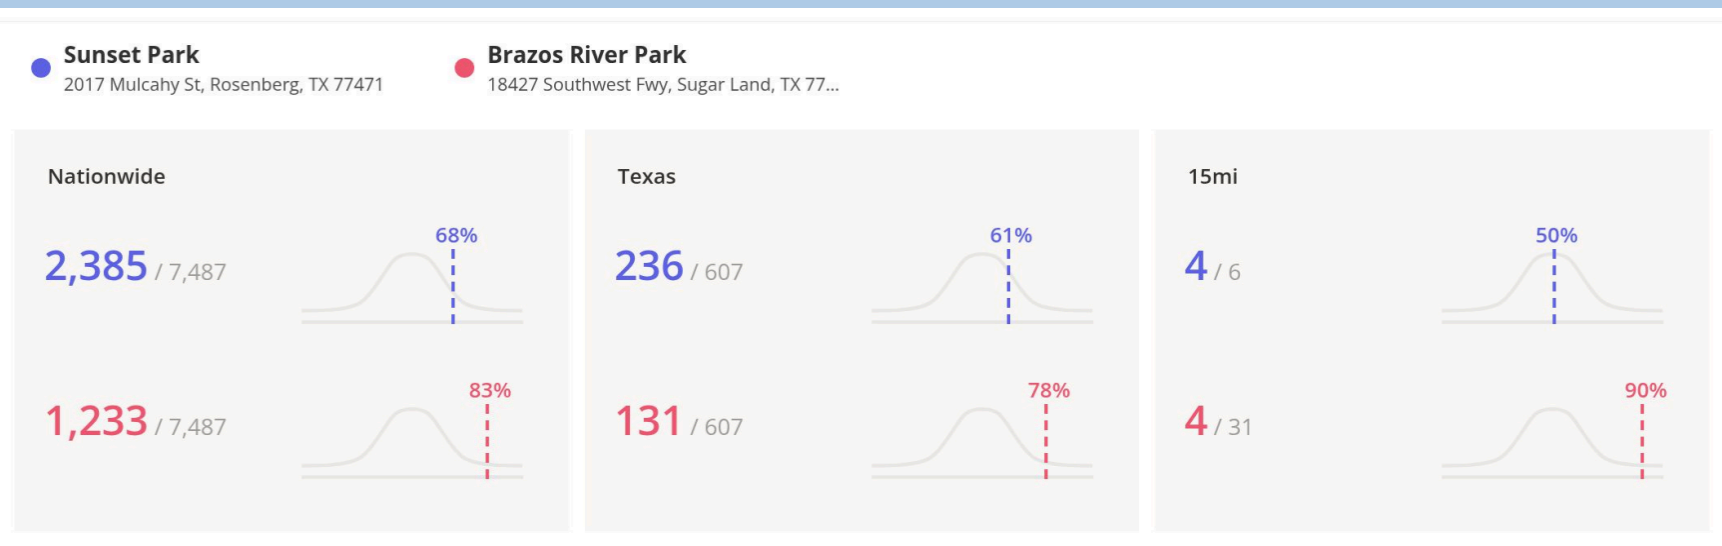 Sunset Park
2017 Mulcahy St, Rosenberg, TX 77471
Brazos River Park
18427 Southwest Fwy, Sugar Land, TX 77...
Nationwide
68%
2,385 / 7,487
83%
1,233 / 7,487
Texas
61%
236 / 607
78%
131 / 607
15mi
50%
4 / 6
90%
4 / 31